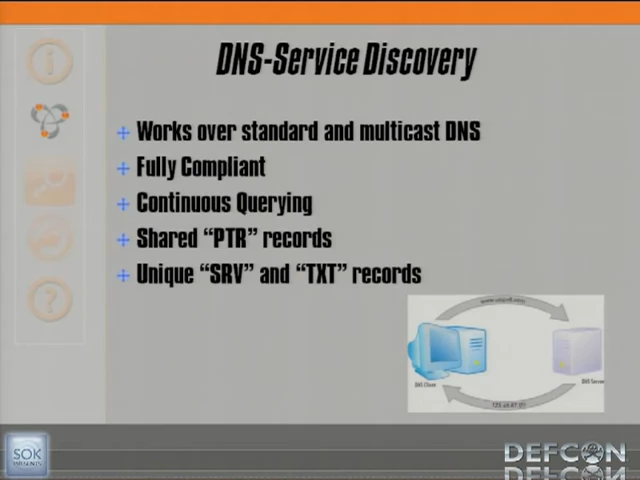 DNS-Service Discovery
Works over standard and multicast DNS
Fully Compliant
Continuous Querying
Shared “PTR” records
Unique “SRV” and “TXT” records
DNS Client
DNS Server
SOK
DEFCON